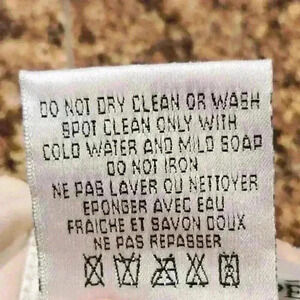 DO NOT DRY CLEAN OR WASH
SPOT CLEAN ONLY WITH
COLD WATER AND MILD SOAP
DO NOT IRON
NE PAS LAVER OU NETTOYER
EPONGER AVEC EAU
FRAICHE ET SAVON DOUX
NE PAS REPASSER